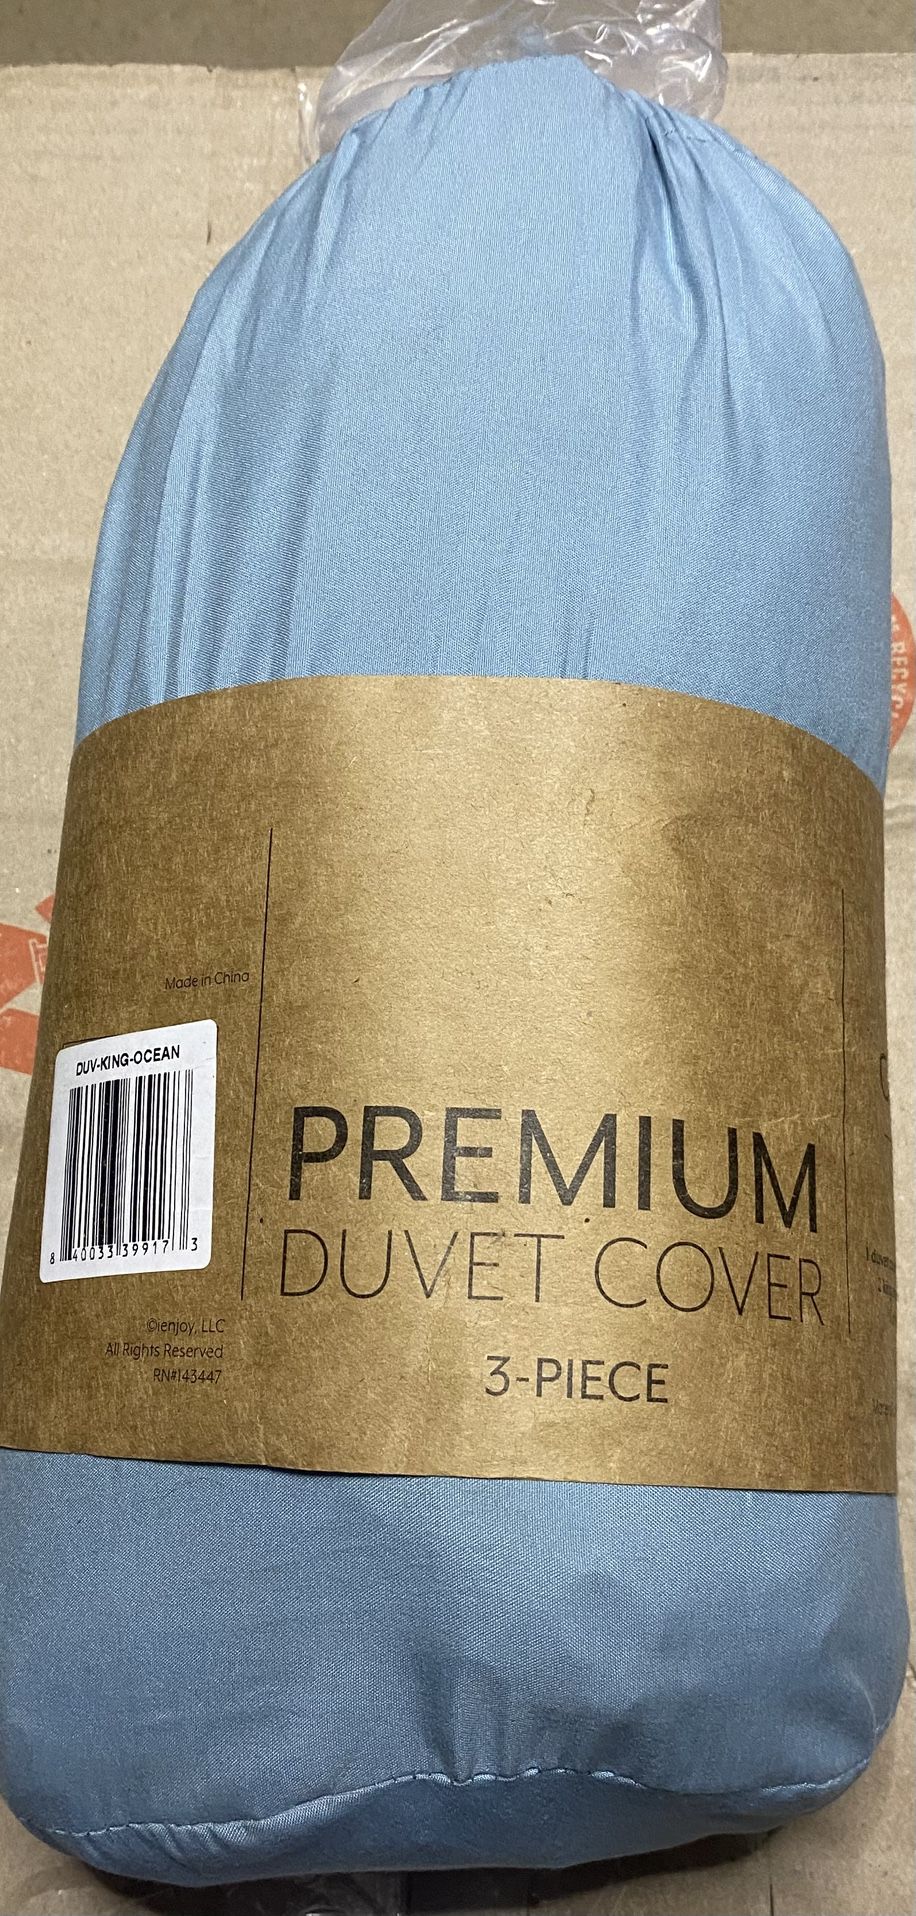 Made in China
DUV-KING-OCEAN
8 40033 39917 3
©ienjoy, LLC
All Rights Reserved
RN#143447
PREMIUM
DUVET COVER
3-PIECE